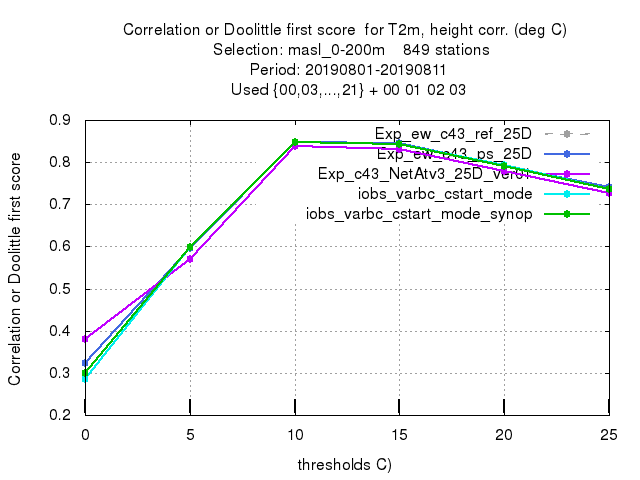 Correlation or Doolittle first score  for T2m, height corr. (deg C)
Selection: masl_0-200m    849 stations
Period: 20190801-20190811
Used {00,03,...,21} + 00 01 02 03
Correlation or Doolittle first score
0.9
0.8
0.7
0.6
0.5
0.4
0.3
0.2
Exp_ew_c43_ref_25D
Exp_ew_c43_ps_25D
Exp_c43_NetAtv3_25D_vero1
iobs_varbc_cstart_mode
iobs_varbc_cstart_mode_synop
0 5 10 15 20 25
thresholds C)